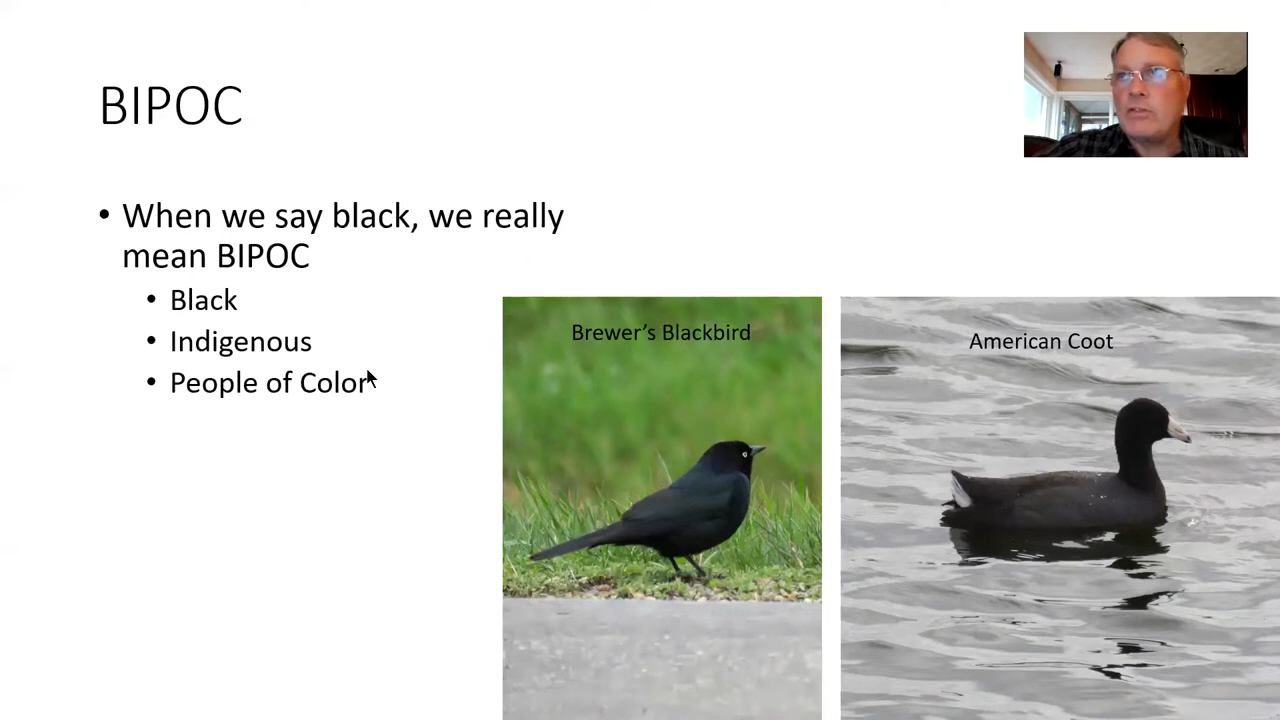 BIPOC
• When we say black, we really
mean BIPOC
• Black
• Indigenous
• People of Color
Brewer’s Blackbird
American Coot